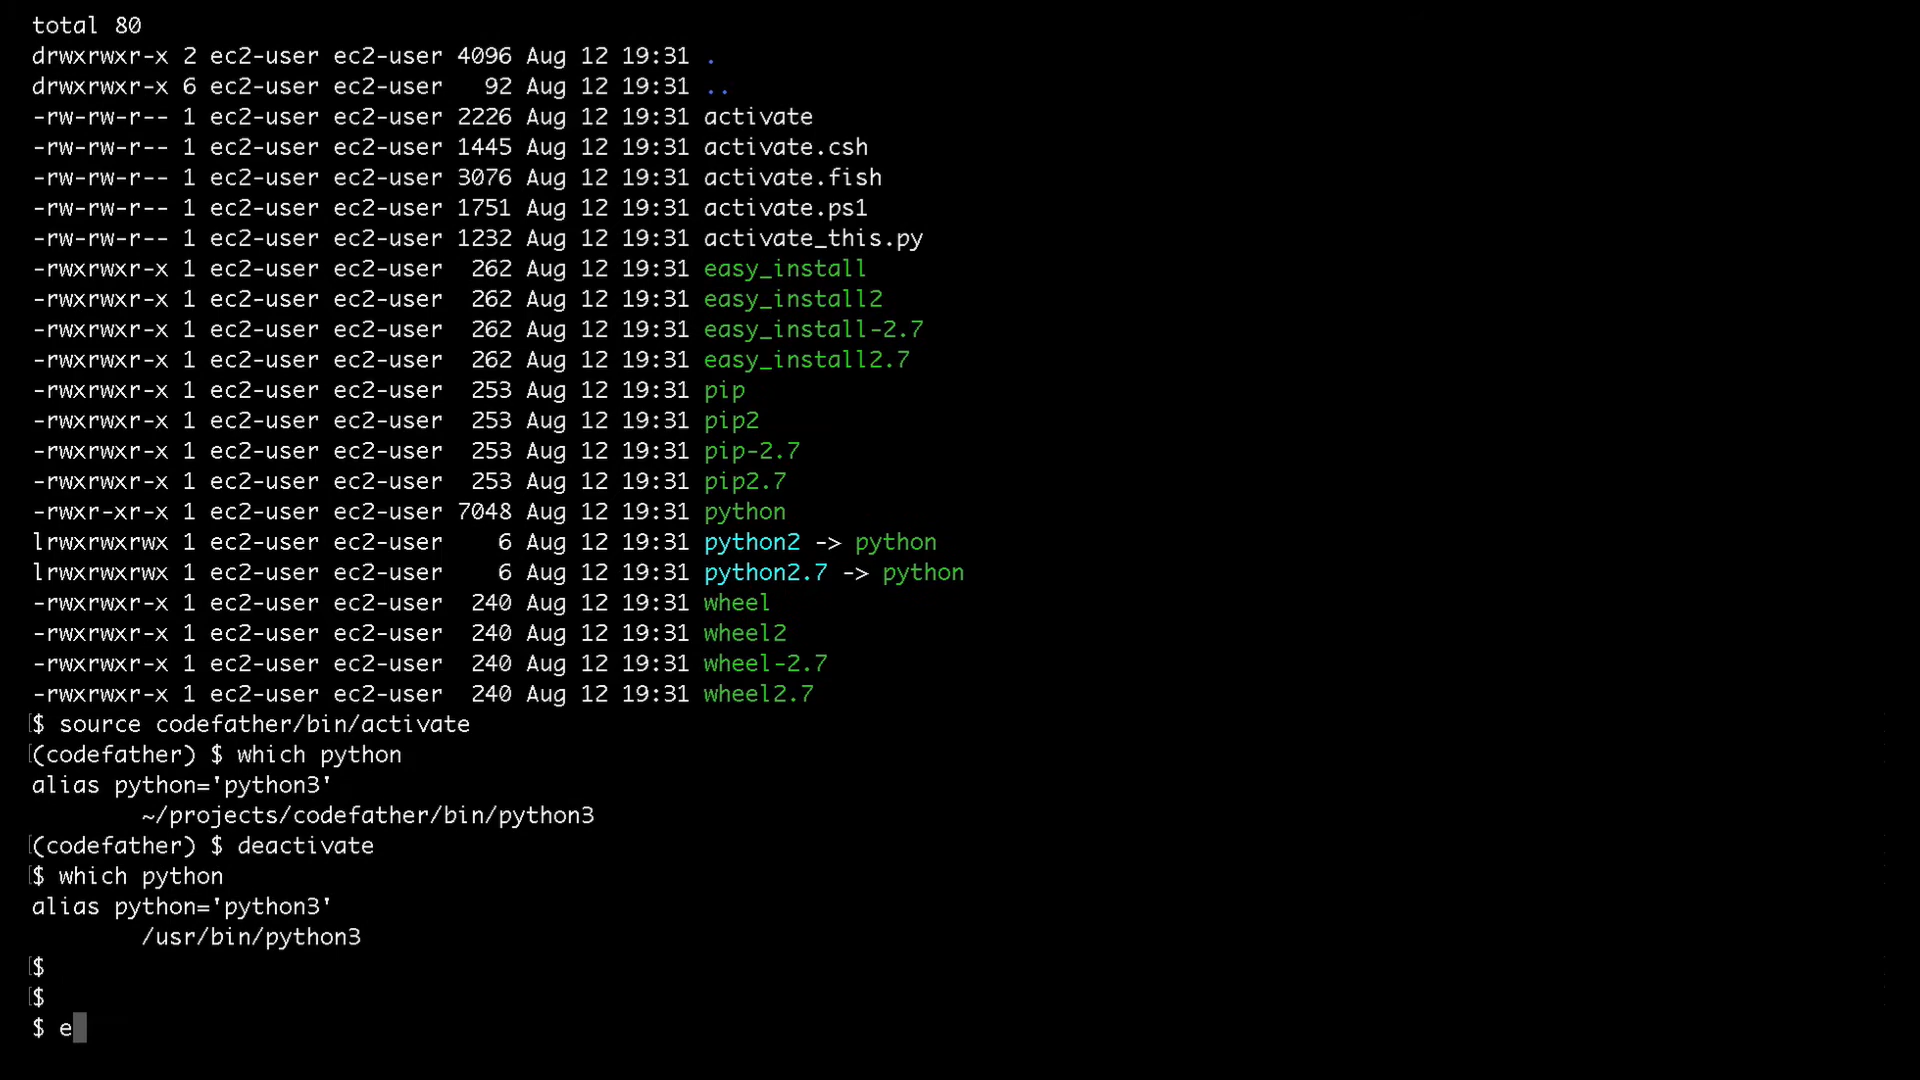 total 80
drwxrwxr-x 2 ec2-user ec2-user 4096 Aug 12 19:31 .
drwxrwxr-x 6 ec2-user ec2-user   92 Aug 12 19:31 ..
-rw-rw-r-- 1 ec2-user ec2-user 2226 Aug 12 19:31 activate
-rw-rw-r-- 1 ec2-user ec2-user 1445 Aug 12 19:31 activate.csh
-rw-rw-r-- 1 ec2-user ec2-user 3076 Aug 12 19:31 activate.fish
-rw-rw-r-- 1 ec2-user ec2-user 1751 Aug 12 19:31 activate.ps1
-rw-rw-r-- 1 ec2-user ec2-user 1232 Aug 12 19:31 activate_this.py
-rwxrwxr-x 1 ec2-user ec2-user  262 Aug 12 19:31 easy_install
-rwxrwxr-x 1 ec2-user ec2-user  262 Aug 12 19:31 easy_install2
-rwxrwxr-x 1 ec2-user ec2-user  262 Aug 12 19:31 easy_install-2.7
-rwxrwxr-x 1 ec2-user ec2-user  262 Aug 12 19:31 easy_install2.7
-rwxrwxr-x 1 ec2-user ec2-user  253 Aug 12 19:31 pip
-rwxrwxr-x 1 ec2-user ec2-user  253 Aug 12 19:31 pip2
-rwxrwxr-x 1 ec2-user ec2-user  253 Aug 12 19:31 pip-2.7
-rwxrwxr-x 1 ec2-user ec2-user  253 Aug 12 19:31 pip2.7
-rwxr-xr-x 1 ec2-user ec2-user 7048 Aug 12 19:31 python
lrwxrwxrwx 1 ec2-user ec2-user    6 Aug 12 19:31 python2 -> python
lrwxrwxrwx 1 ec2-user ec2-user    6 Aug 12 19:31 python2.7 -> python
-rwxrwxr-x 1 ec2-user ec2-user  240 Aug 12 19:31 wheel
-rwxrwxr-x 1 ec2-user ec2-user  240 Aug 12 19:31 wheel2
-rwxrwxr-x 1 ec2-user ec2-user  240 Aug 12 19:31 wheel-2.7
-rwxrwxr-x 1 ec2-user ec2-user  240 Aug 12 19:31 wheel2.7
[$ source codefather/bin/activate
[(codefather) $ which python
alias python='python3'
        ~/projects/codefather/bin/python3
[(codefather) $ deactivate
[$ which python
alias python='python3'
        /usr/bin/python3
[$
[$
$ e